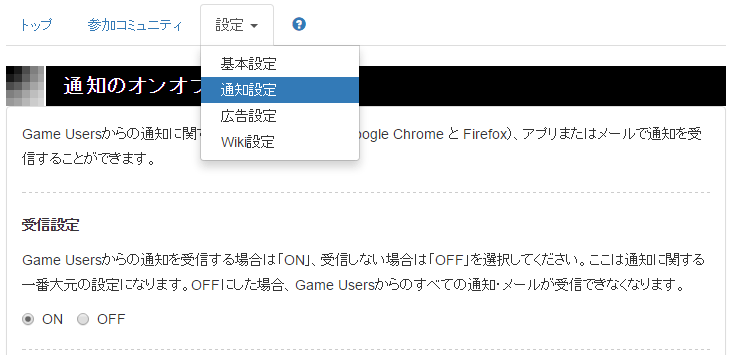 トップ 参加コミュニティ 設定
基本設定
通知設定
広告設定
Wiki設定
通知のオンオフ
Game Usersからの通知に関す oogle Chrome と Firefox）、アプリまたはメールで通知を受
信することができます。
受信設定
Game Usersからの通知を受信する場合は「ON」、受信しない場合は「OFF」を選択してください。ここは通知に関する
一番大元の設定になります。OFFにした場合、Game Usersからのすべての通知・メールが受信できなくなります。
ON OFF